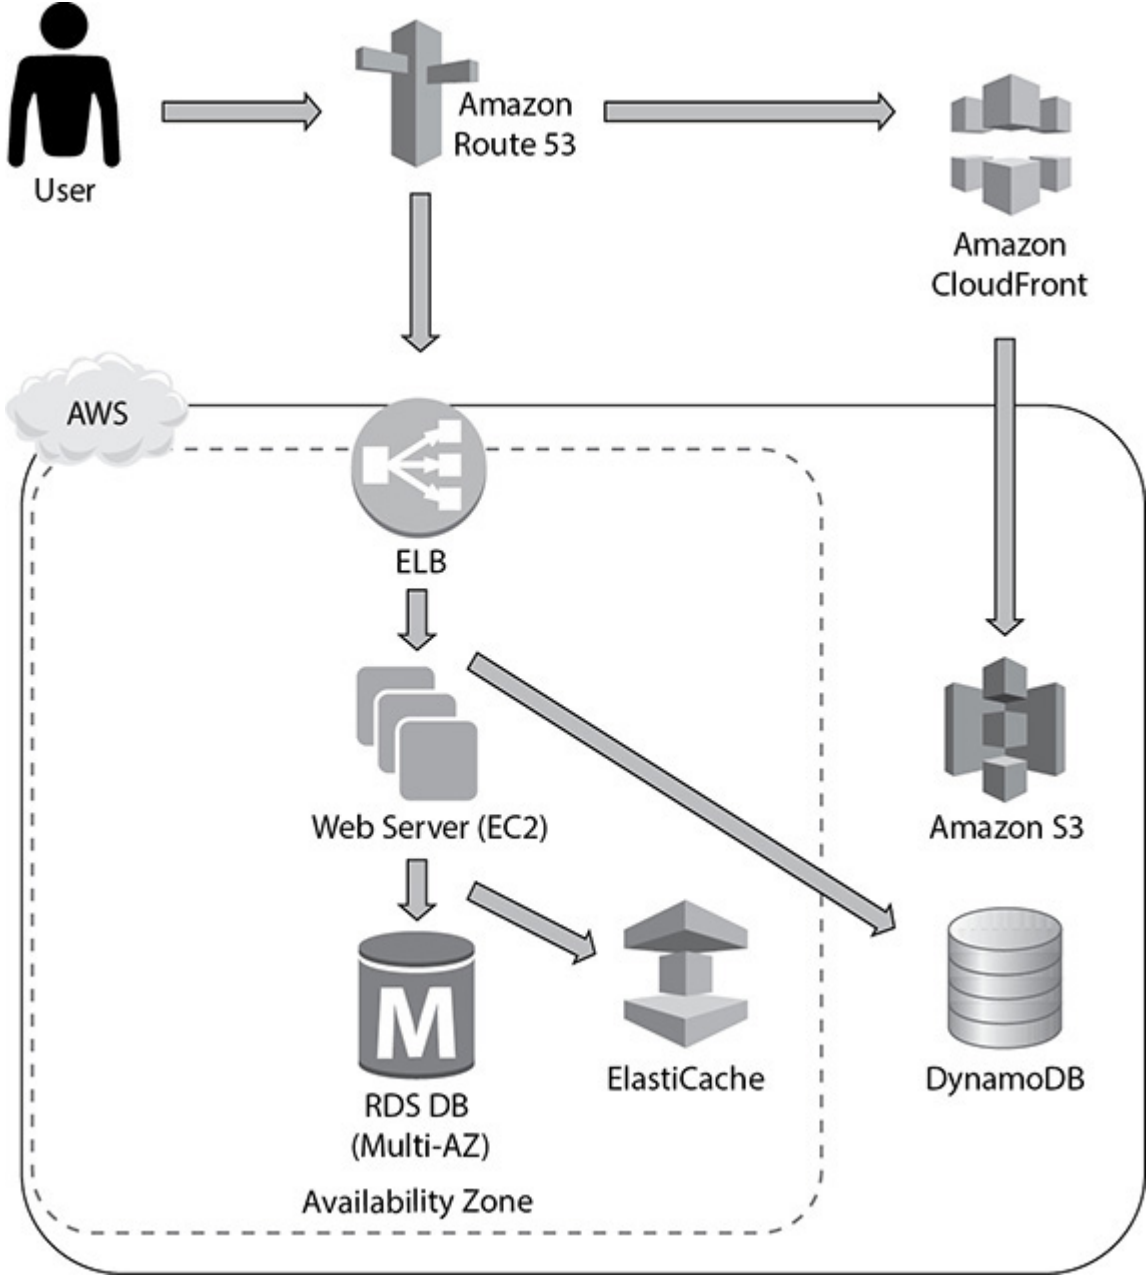 User
Amazon
Route 53
Amazon
CloudFront
AWS
ELB
Web Server (EC2)
Amazon S3
M
RDS DB
(Multi-AZ)
ElastiCache
DynamoDB
Availability Zone